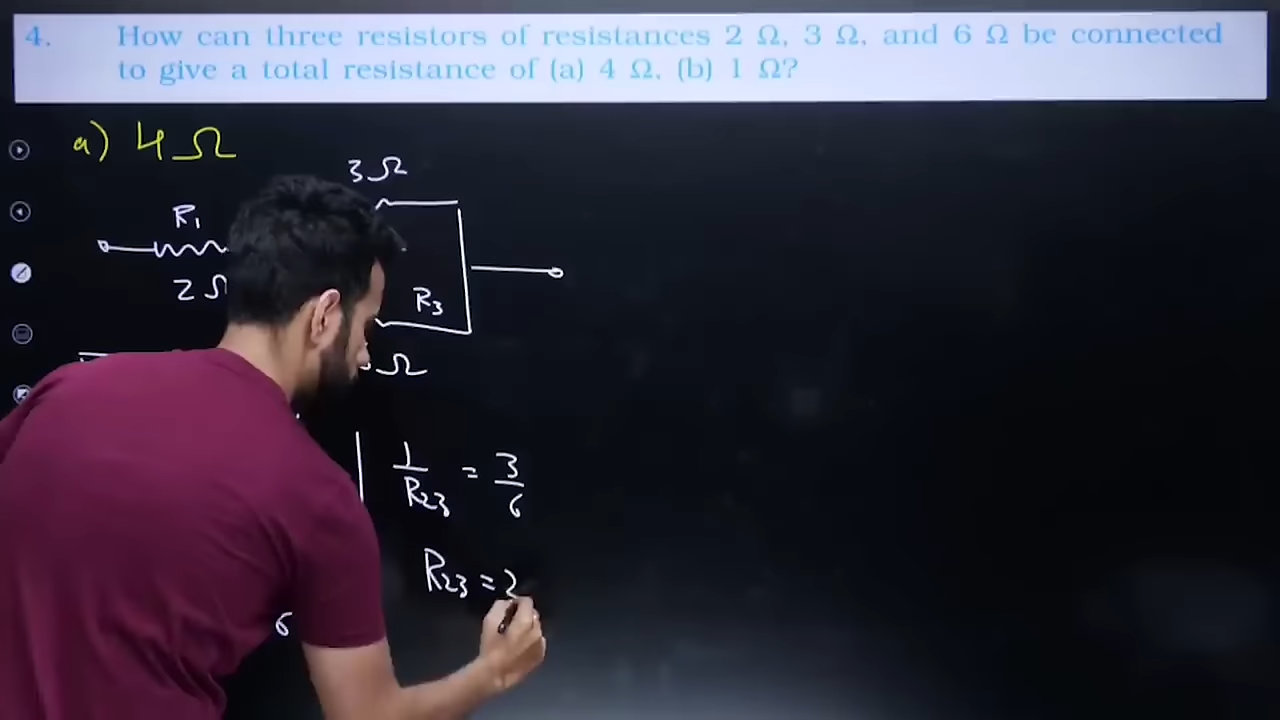 4. How can three resistors of resistances 2 Ω, 3 Ω, and 6 Ω be connected
to give a total resistance of (a) 4 Ω, (b) 1 Ω?
a) 4 Ω
3 Ω
R₁
2 Ω
R₃
Ω
1/R₂₃ = 3/6
R₂₃ = 2
6